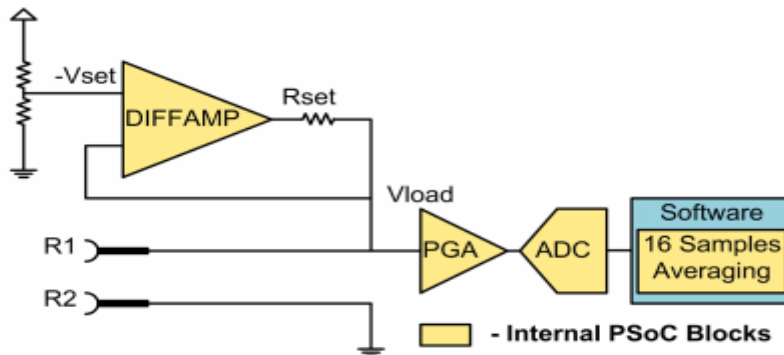 -Vset
DIFFAMP
Rset
Vload
R1
R2
PGA
ADC
Software
16 Samples
Averaging
- Internal PSoC Blocks